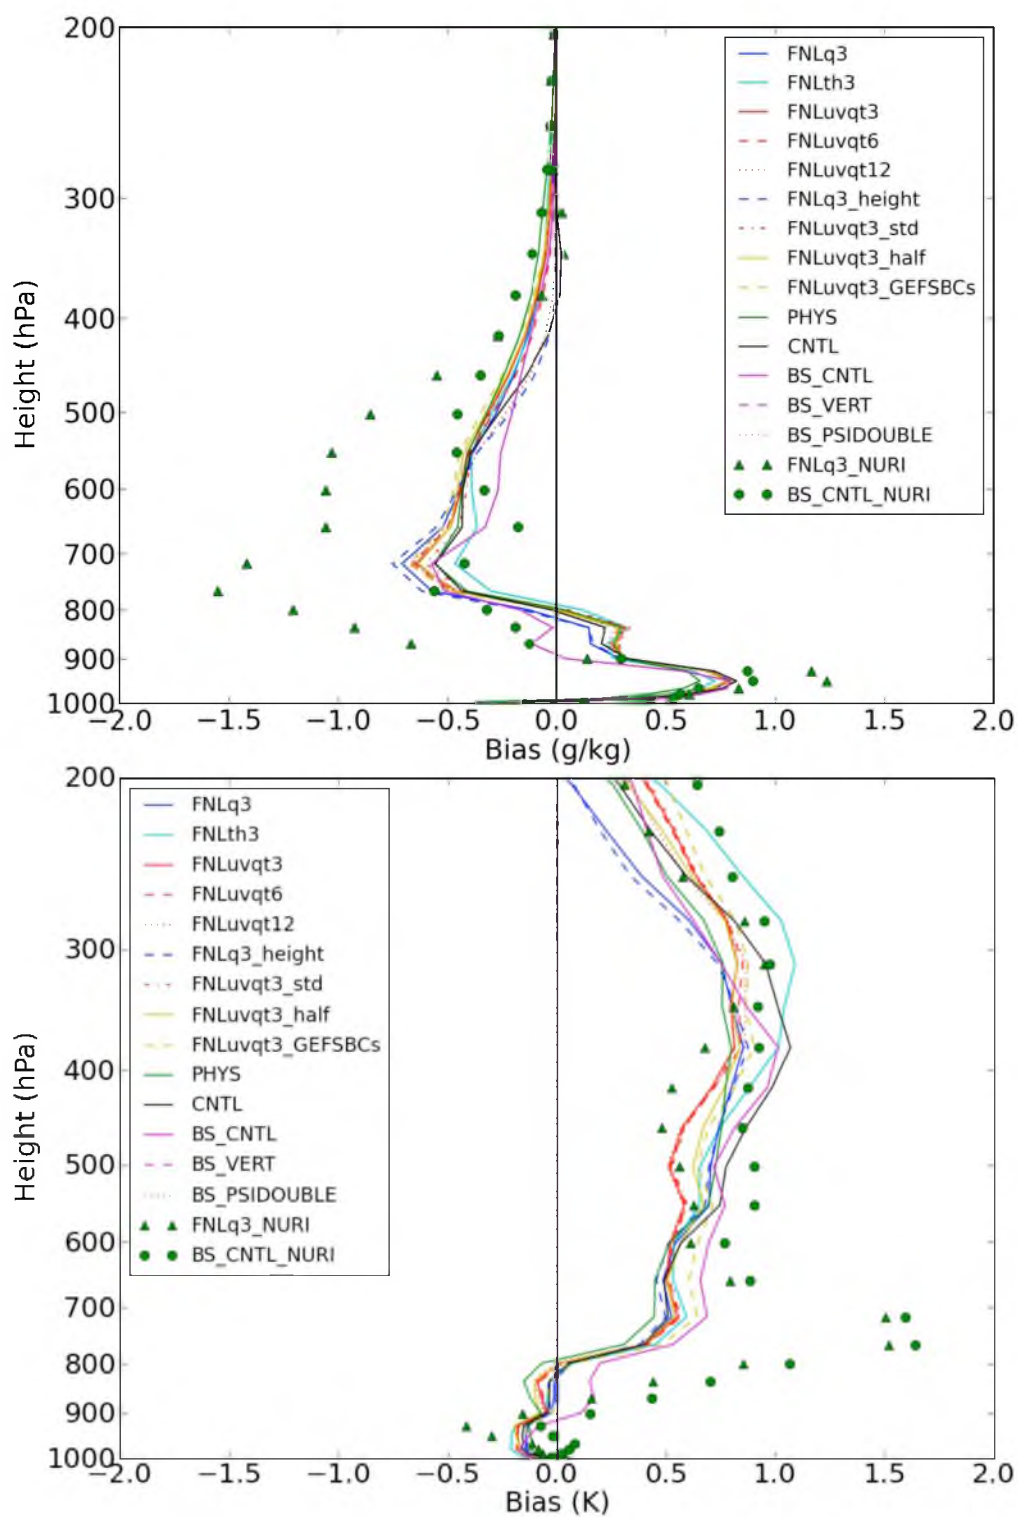 200
300
400
500
600
700
800
900
1000
Height (hPa)
FNLq3
FNLth3
FNLuvqt3
FNLuvqt6
FNLuvqt12
FNLq3_height
FNLuvqt3_std
FNLuvqt3_half
FNLuvqt3_GEFSBCs
PHYS
CNTL
BS_CNTL
BS_VERT
BS_PSIDOUBLE
FNLq3_NURI
BS_CNTL_NURI
−2.0 −1.5 −1.0 −0.5 0.0 0.5 1.0 1.5 2.0
Bias (g/kg)
200
300
400
500
600
700
800
900
1000
Height (hPa)
FNLq3
FNLth3
FNLuvqt3
FNLuvqt6
FNLuvqt12
FNLq3_height
FNLuvqt3_std
FNLuvqt3_half
FNLuvqt3_GEFSBCs
PHYS
CNTL
BS_CNTL
BS_VERT
BS_PSIDOUBLE
FNLq3_NURI
BS_CNTL_NURI
−2.0 −1.5 −1.0 −0.5 0.0 0.5 1.0 1.5 2.0
Bias (K)